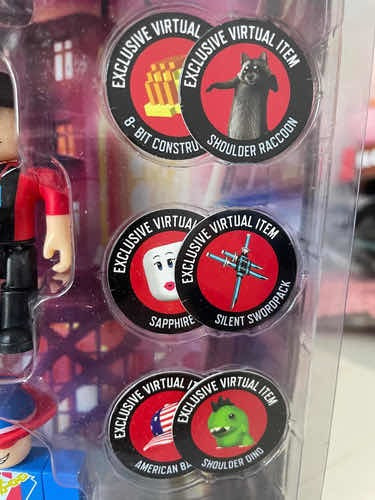 EXCLUSIVE VIRTUAL
8-BIT CONSTRU
EXCLUSIVE VIRTUAL ITEM
SHOULDER RACCOON
EXCLUSIVE VIRTUAL
SAPPHIRE
EXCLUSIVE VIRTUAL ITEM
SILENT SWORDPACK
EXCLUSIVE VIRTUAL
AMERICAN
EXCLUSIVE VIRTUAL ITEM
SHOULDER DINO